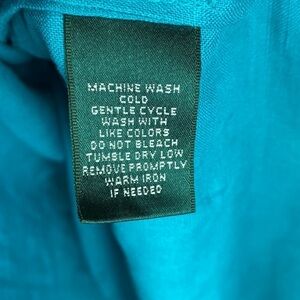 MACHINE WASH
COLD
GENTLE CYCLE
WASH WITH
LIKE COLORS
DO NOT BLEACH
TUMBLE DRY LOW
REMOVE PROMPTLY
WARM IRON
IF NEEDED